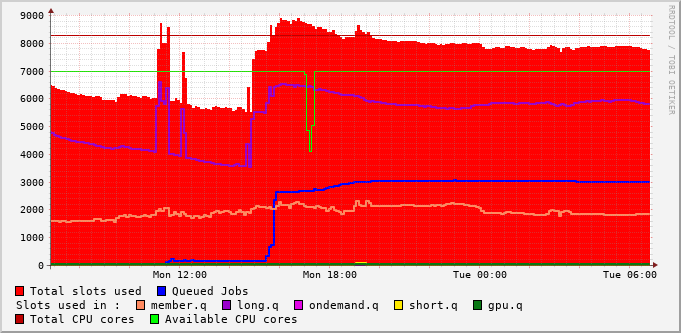 RRDTOOL / TOBI OETIKER
9000
8000
7000
6000
5000
4000
3000
2000
1000
0
Mon 12:00 Mon 18:00 Tue 00:00 Tue 06:00
Total slots used Queued Jobs
Slots used in : member.q long.q ondemand.q short.q gpu.q
Total CPU cores Available CPU cores